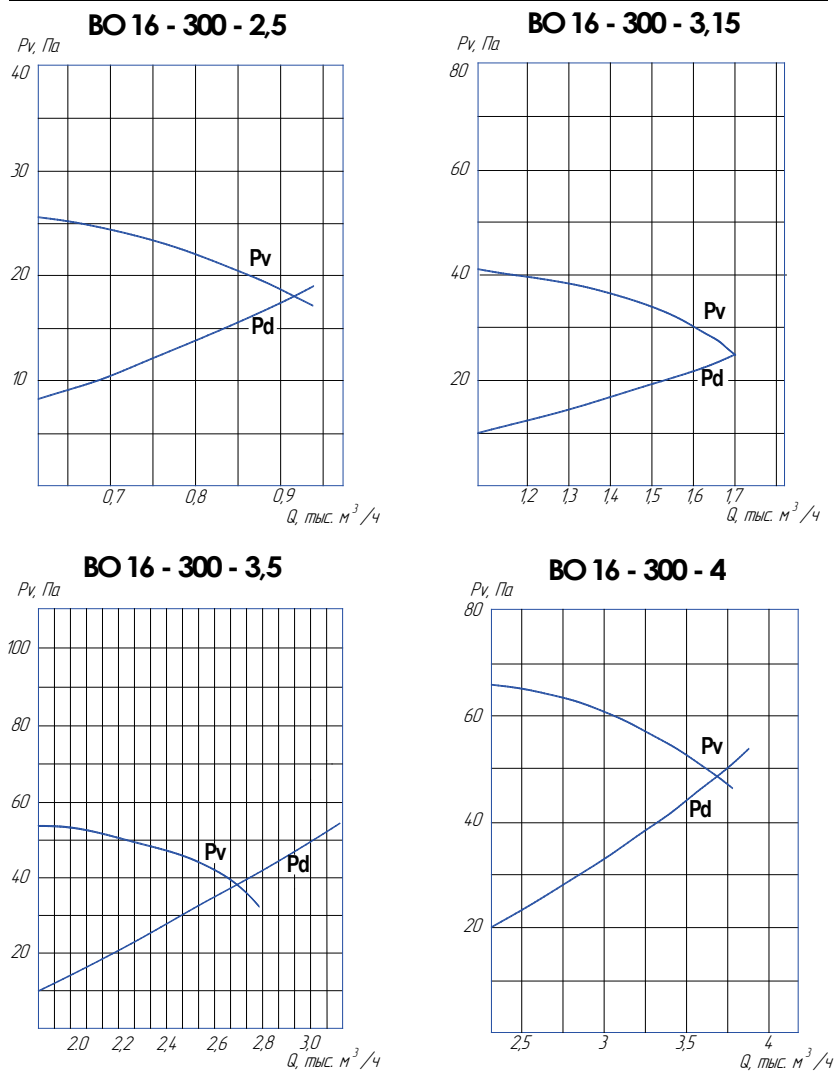 ВО 16 - 300 - 2,5
Pv, Па
40
30
20
10
Pv
Pd
0,7 0,8 0,9
Q, тыс. м³/ч
ВО 16 - 300 - 3,15
Pv, Па
80
60
40
20
Pv
Pd
1,2 1,3 1,4 1,5 1,6 1,7
Q, тыс. м³/ч
ВО 16 - 300 - 3,5
Pv, Па
100
80
60
40
20
Pv
Pd
2.0 2,2 2,4 2,6 2,8 3,0
Q, тыс. м³/ч
ВО 16 - 300 - 4
Pv, Па
80
60
40
20
Pv
Pd
2,5 3 3,5 4
Q, тыс. м³/ч